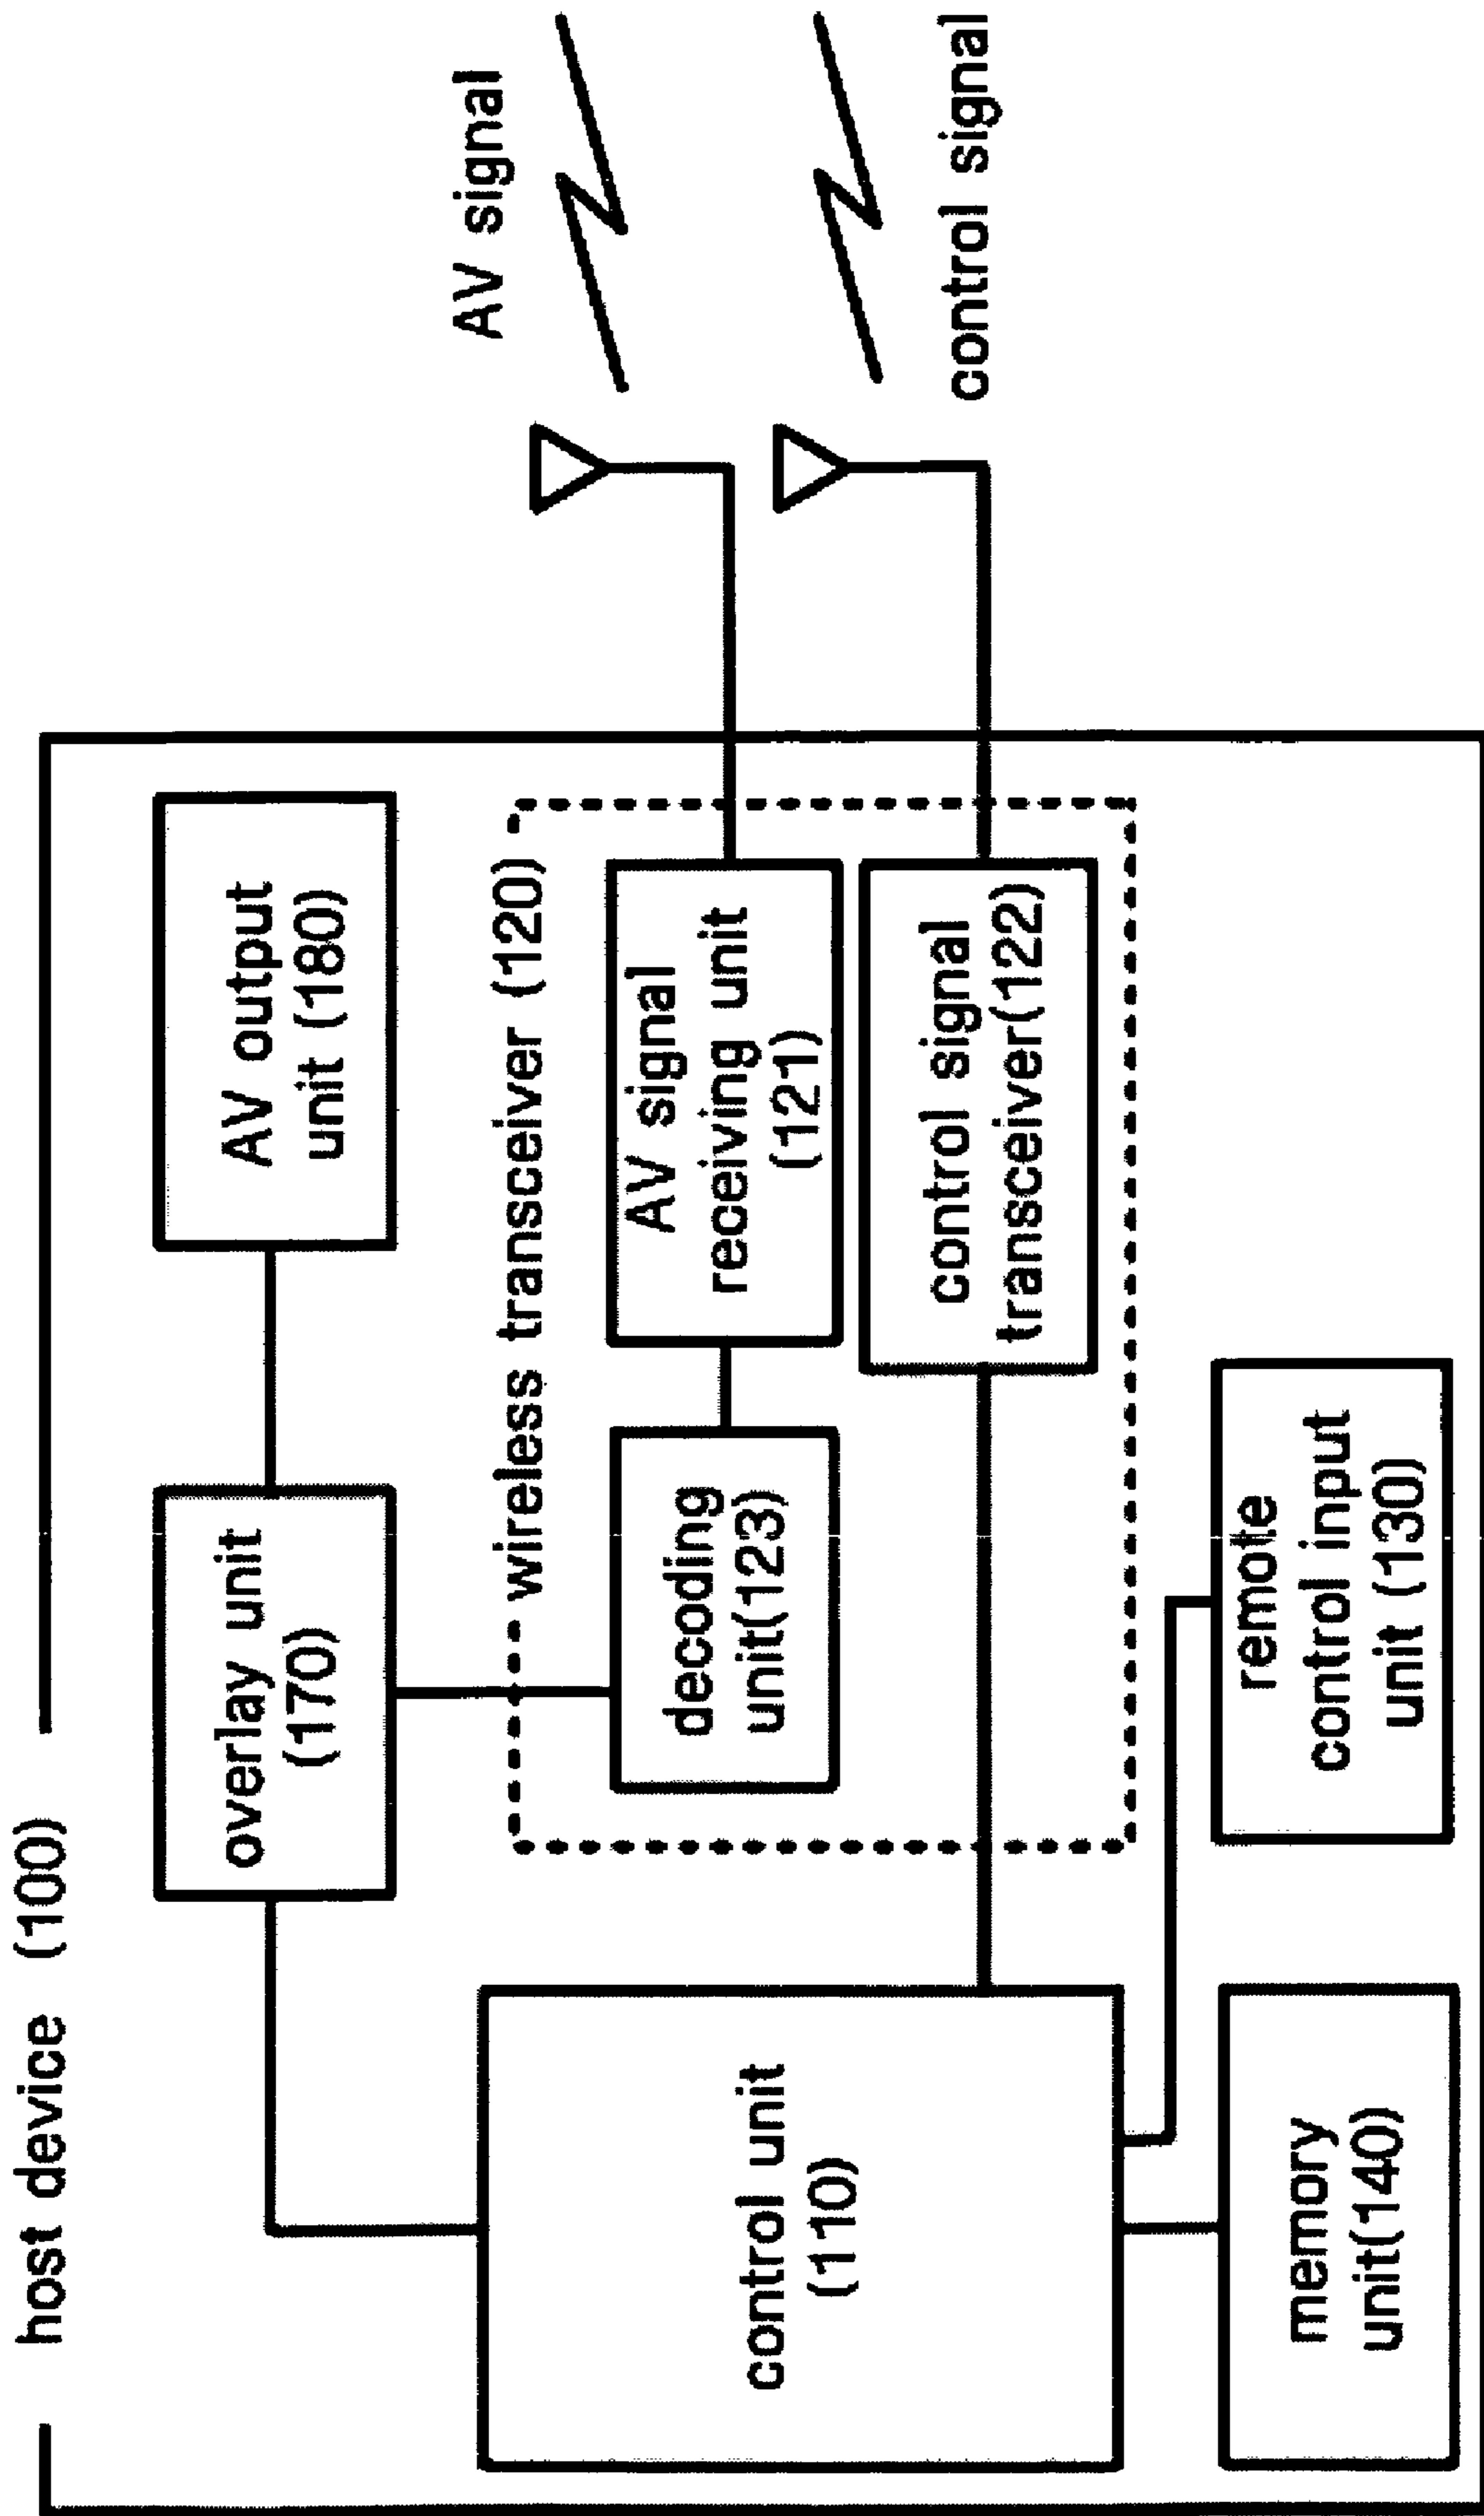 host device (100)
overlay unit
(170)
AV output
unit (180)
AV signal
wireless transceiver (120)
decoding
unit(123)
AV signal
receiving unit
(121)
control unit
(110)
control signal
transceiver(122)
control signal
memory
unit(140)
remote
control input
unit (130)